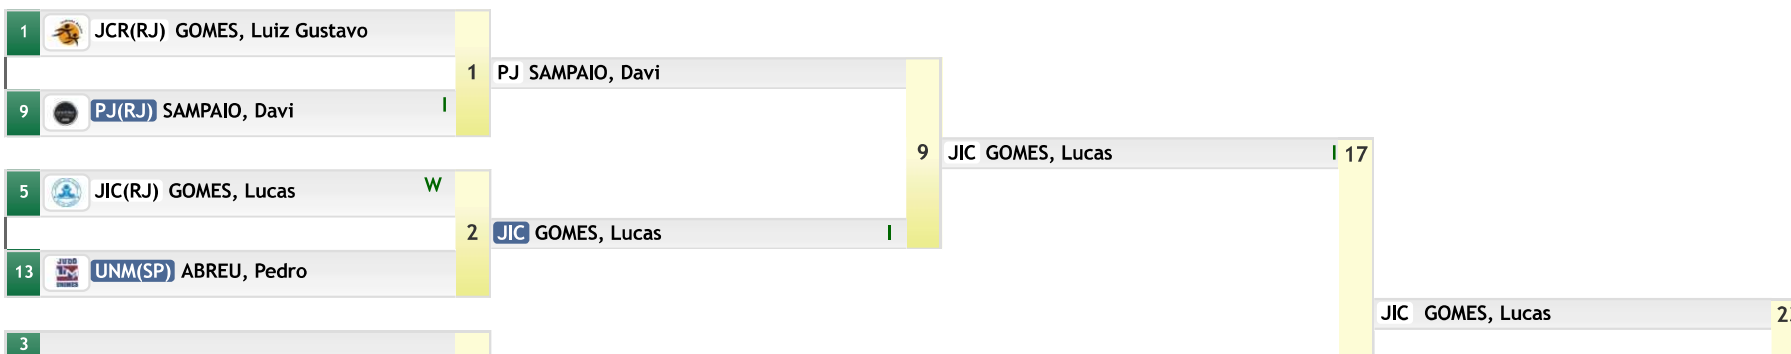 1 JCR(RJ) GOMES, Luiz Gustavo
1 PJ SAMPAIO, Davi
9 PJ(RJ) SAMPAIO, Davi I
9 JIC GOMES, Lucas I 17
5 JIC(RJ) GOMES, Lucas W
2 JIC GOMES, Lucas I
13 JUDÔ UNIMES UNM(SP) ABREU, Pedro
JIC GOMES, Lucas
3